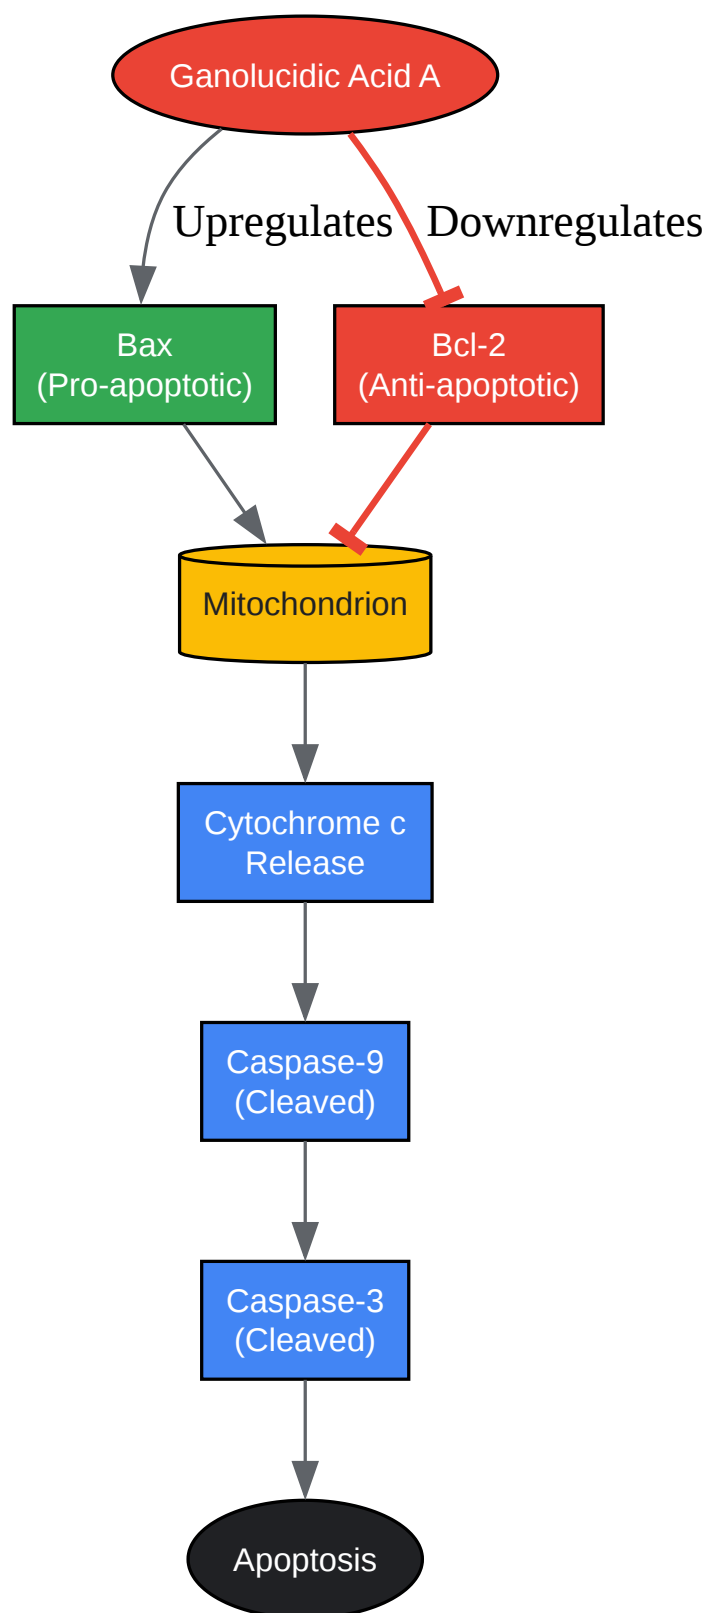 Ganolucidic Acid A
Upregulates
Downregulates
Bax
(Pro-apoptotic)
Bcl-2
(Anti-apoptotic)
Mitochondrion
Cytochrome c
Release
Caspase-9
(Cleaved)
Caspase-3
(Cleaved)
Apoptosis